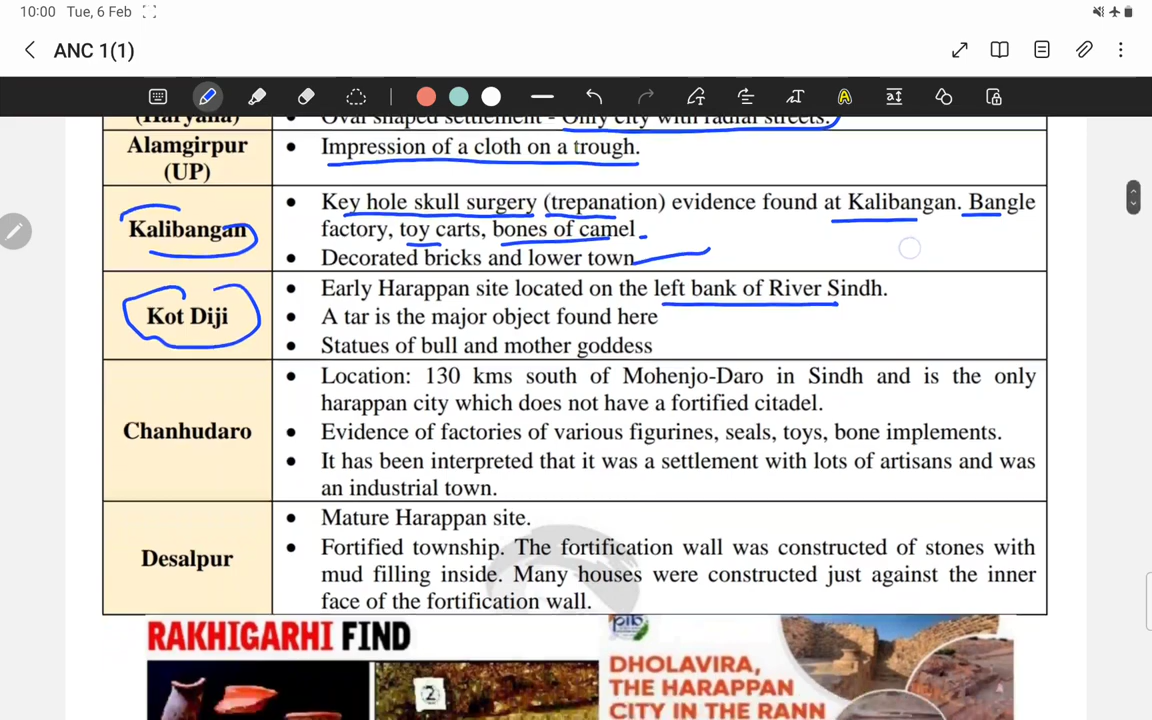 10:00 Tue, 6 Feb
ANC 1(1)
(Haryana)
• Oval shaped settlement - Only city with radial streets.
Alamgirpur
(UP)
• Impression of a cloth on a trough.
Kalibangan
• Key hole skull surgery (trepanation) evidence found at Kalibangan. Bangle
factory, toy carts, bones of camel
• Decorated bricks and lower town
Kot Diji
• Early Harappan site located on the left bank of River Sindh.
• A tar is the major object found here
• Statues of bull and mother goddess
Chanhudaro
• Location: 130 kms south of Mohenjo-Daro in Sindh and is the only
harappan city which does not have a fortified citadel.
• Evidence of factories of various figurines, seals, toys, bone implements.
• It has been interpreted that it was a settlement with lots of artisans and was
an industrial town.
Desalpur
• Mature Harappan site.
• Fortified township. The fortification wall was constructed of stones with
mud filling inside. Many houses were constructed just against the inner
face of the fortification wall.
RAKHIGARHI FIND
2
pib
DHOLAVIRA,
THE HARAPPAN
CITY IN THE RANN